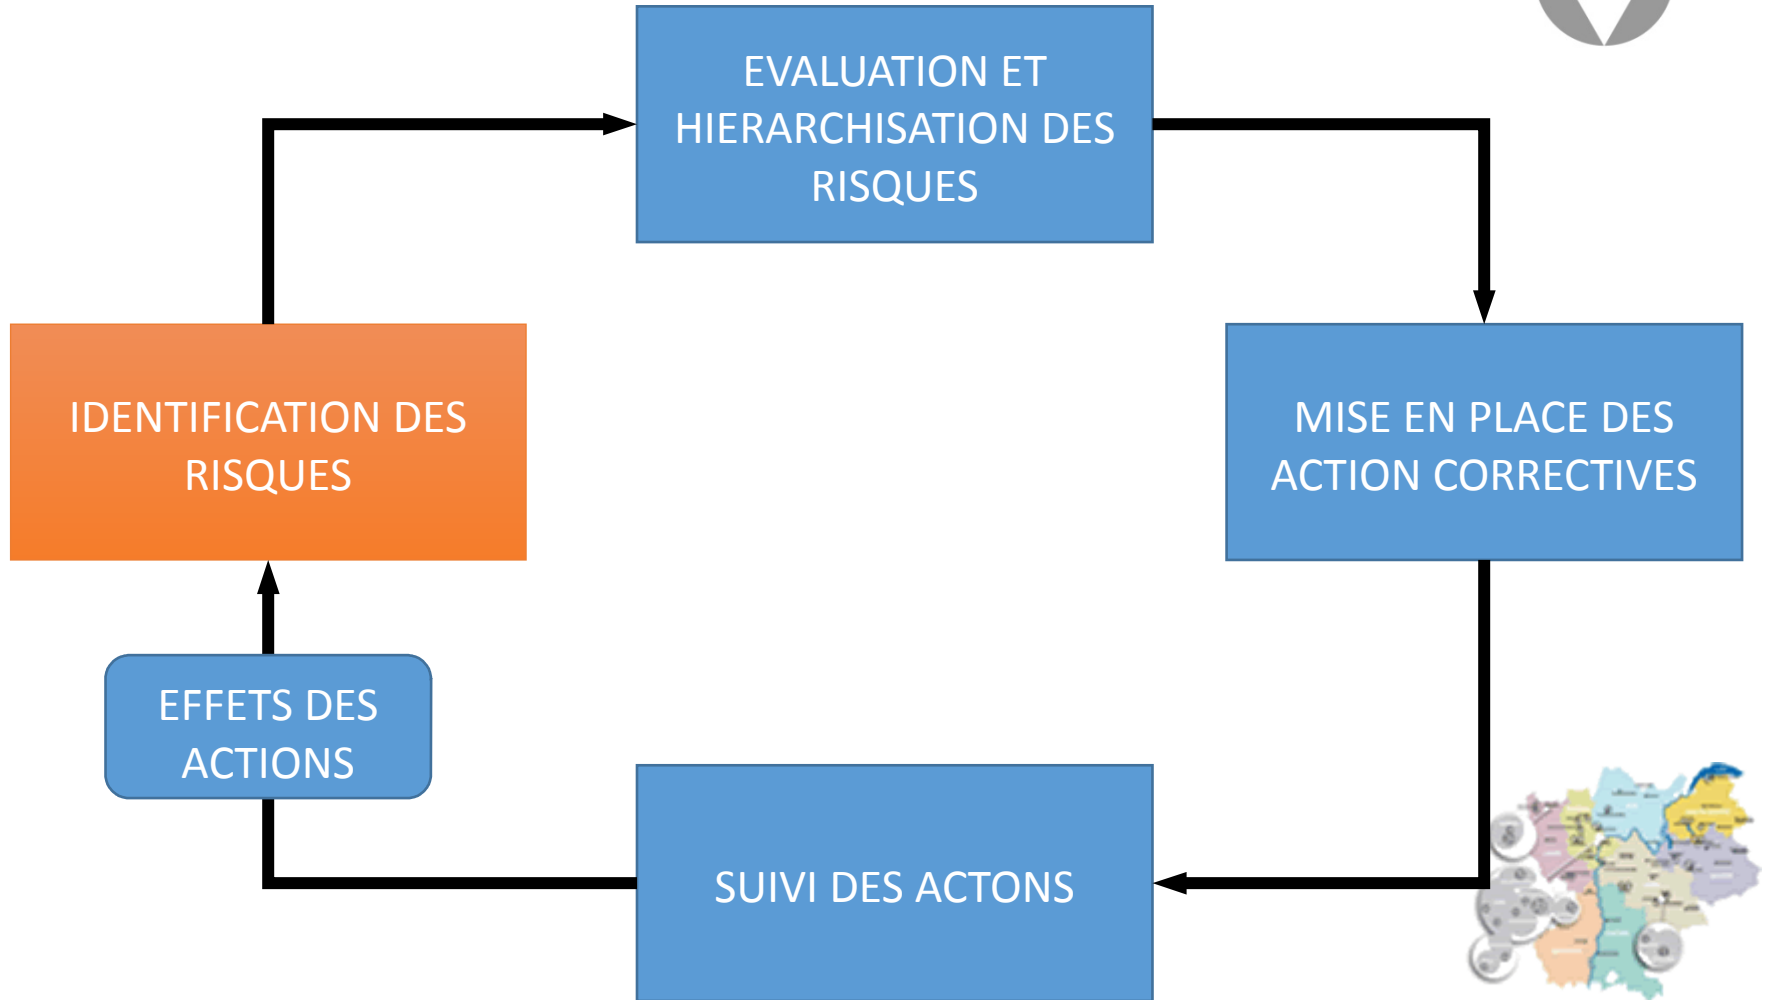 EVALUATION ET
HIERARCHISATION DES
RISQUES
IDENTIFICATION DES
RISQUES
MISE EN PLACE DES
ACTION CORRECTIVES
EFFETS DES
ACTIONS
SUIVI DES ACTONS